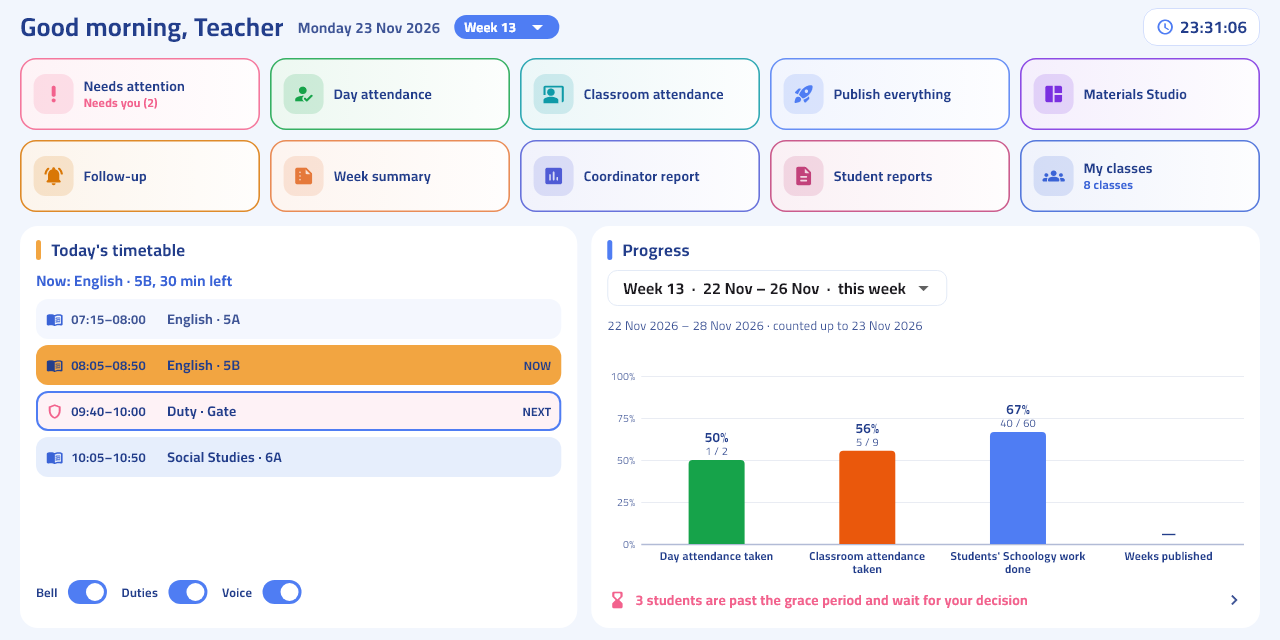 Good morning, Teacher
Monday 23 Nov 2026
Week 13
23:31:06
Needs attention
Needs you (2)
Day attendance
Classroom attendance
Publish everything
Materials Studio
Follow-up
Week summary
Coordinator report
Student reports
My classes
8 classes
Today's timetable
Now: English · 5B, 30 min left
07:15–08:00 English · 5A
08:05–08:50 English · 5B NOW
09:40–10:00 Duty · Gate NEXT
10:05–10:50 Social Studies · 6A
Bell
Duties
Voice
Progress
Week 13 · 22 Nov – 26 Nov · this week
22 Nov 2026 – 28 Nov 2026 · counted up to 23 Nov 2026
100%
75%
50%
25%
0%
50%
1 / 2
56%
5 / 9
67%
40 / 60
—
Day attendance taken
Classroom attendance
taken
Students' Schoology work
done
Weeks published
3 students are past the grace period and wait for your decision